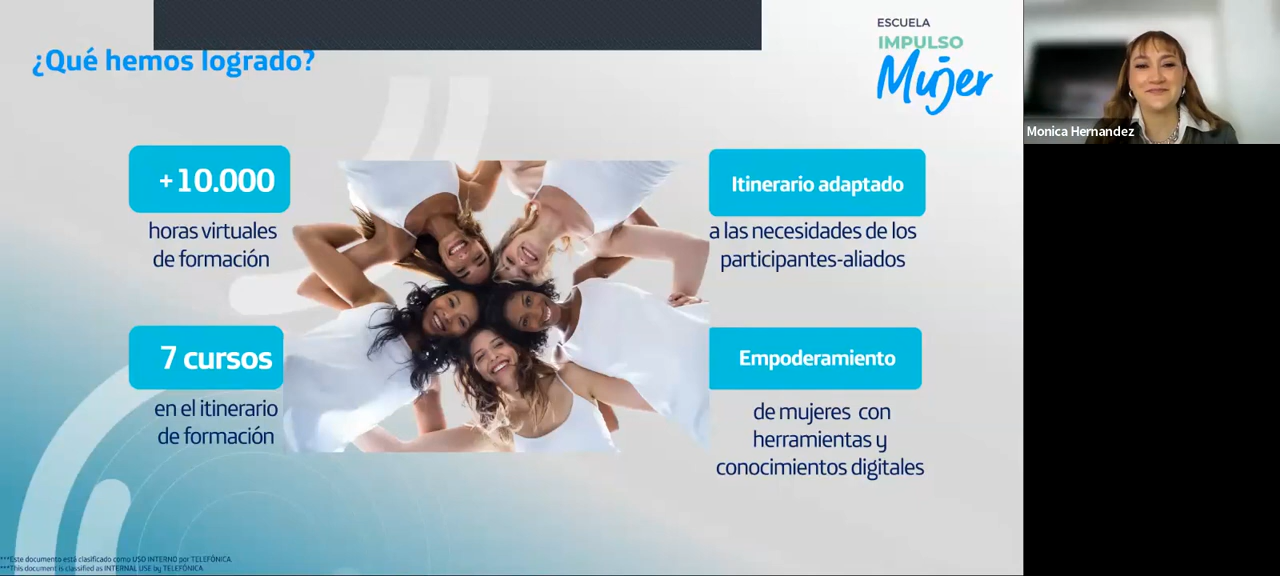 ¿Qué hemos logrado?
ESCUELA
IMPULSO
Mujer
Monica Hernandez
+10.000
horas virtuales
de formación
Itinerario adaptado
a las necesidades de los
participantes-aliados
7 cursos
en el itinerario
de formación
Empoderamiento
de mujeres con
herramientas y
conocimientos digitales
***Este documento está clasificado como USO INTERNO por TELEFÓNICA.
***This document is classified as INTERNAL USE by TELEFÓNICA.